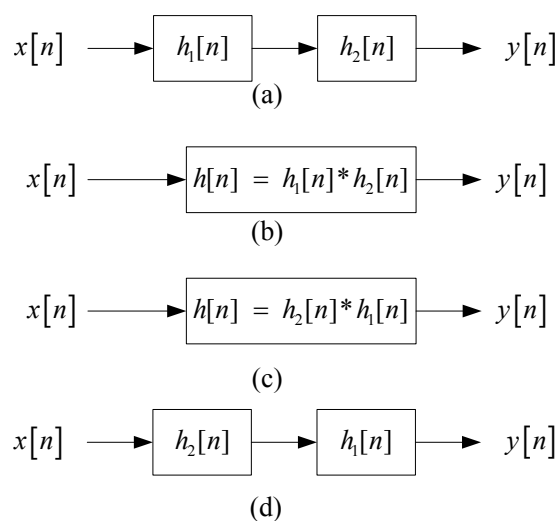 x[n] h₁[n] h₂[n] y[n]
(a)
x[n] h[n] = h₁[n]*h₂[n] y[n]
(b)
x[n] h[n] = h₂[n]*h₁[n] y[n]
(c)
x[n] h₂[n] h₁[n] y[n]
(d)